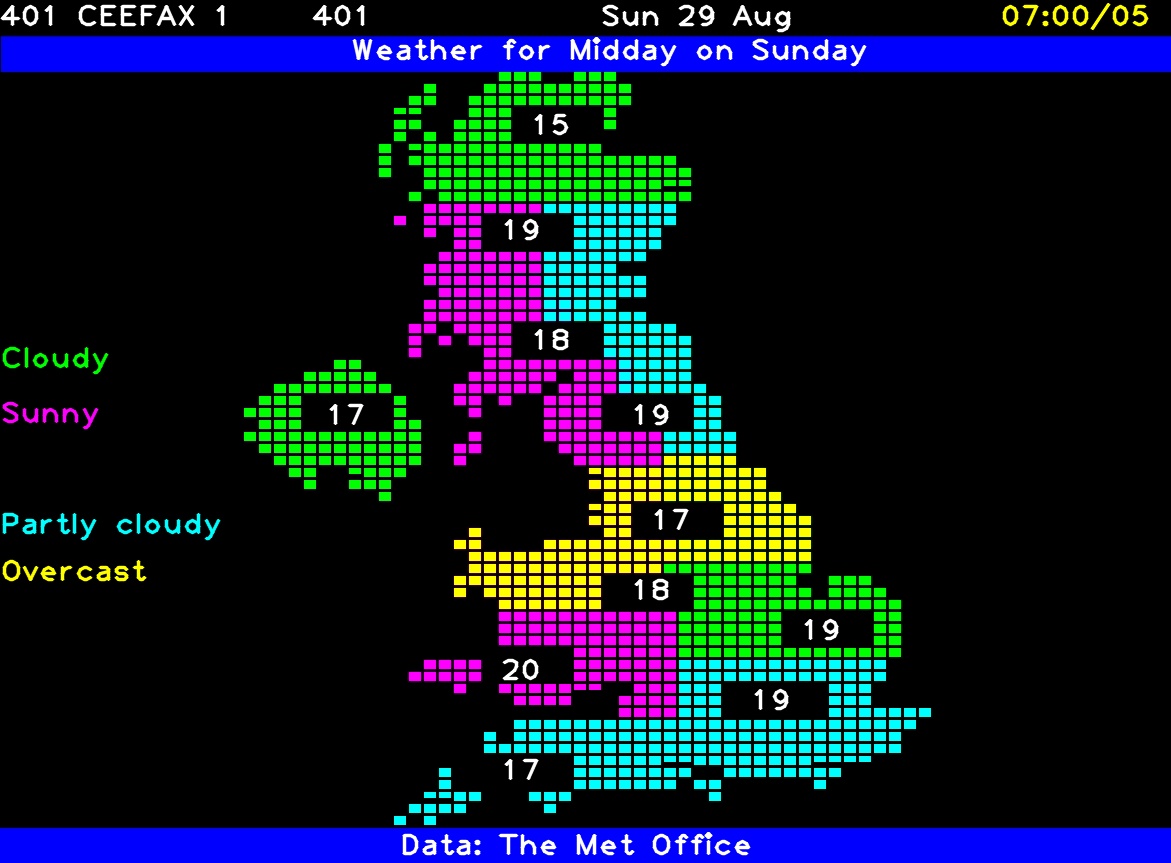 401 CEEFAX 1 401 Sun 29 Aug 07:00/05
Weather for Midday on Sunday
15
19
18
Cloudy
Sunny
17
19
17
Partly cloudy
Overcast
18
19
20
19
17
Data: The Met Office